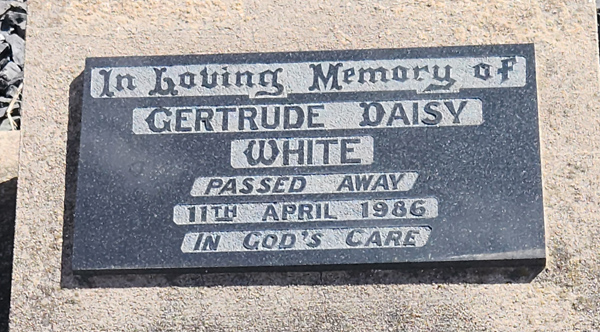 In Loving Memory of
GERTRUDE DAISY
WHITE
PASSED AWAY
11TH APRIL 1986
IN GOD'S CARE